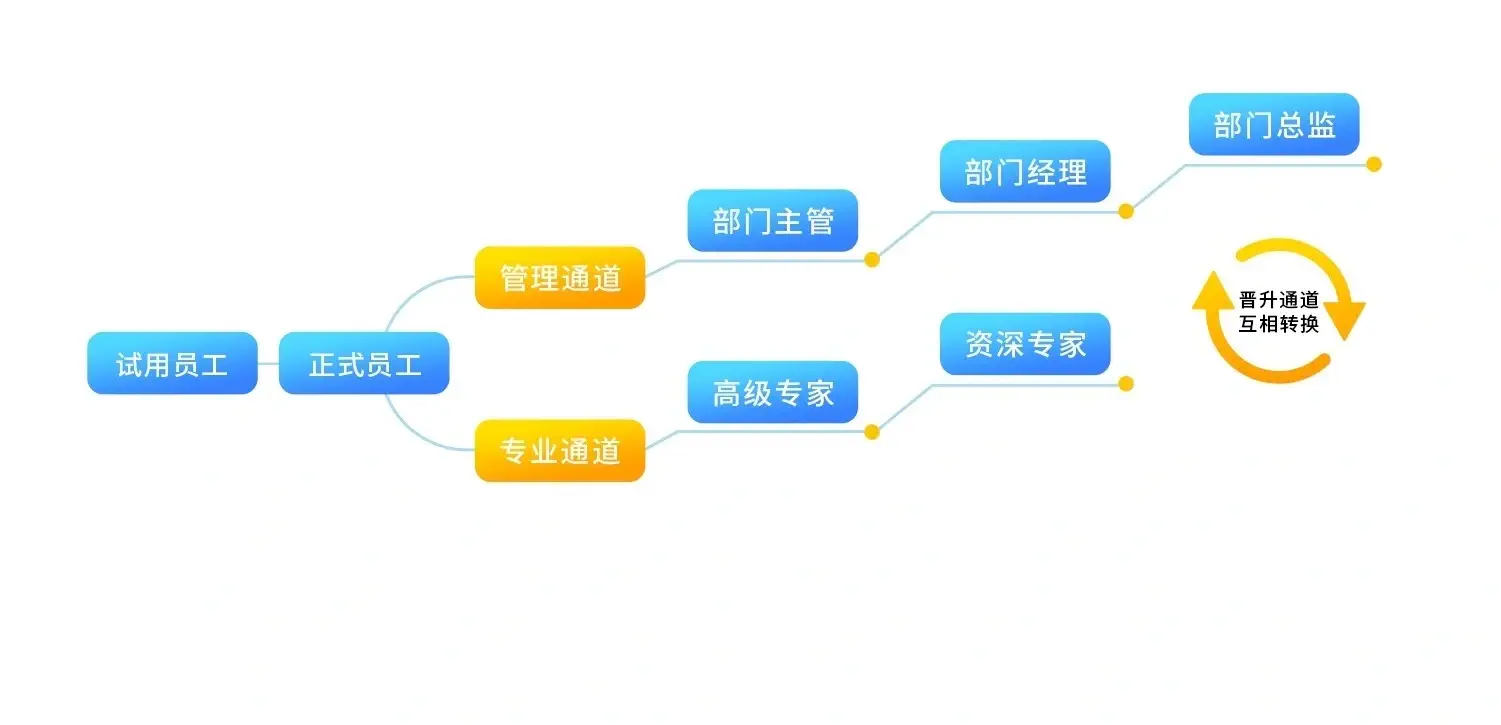 部门总监
部门经理
部门主管
管理通道
晋升通道
互相转换
试用员工
正式员工
资深专家
高级专家
专业通道